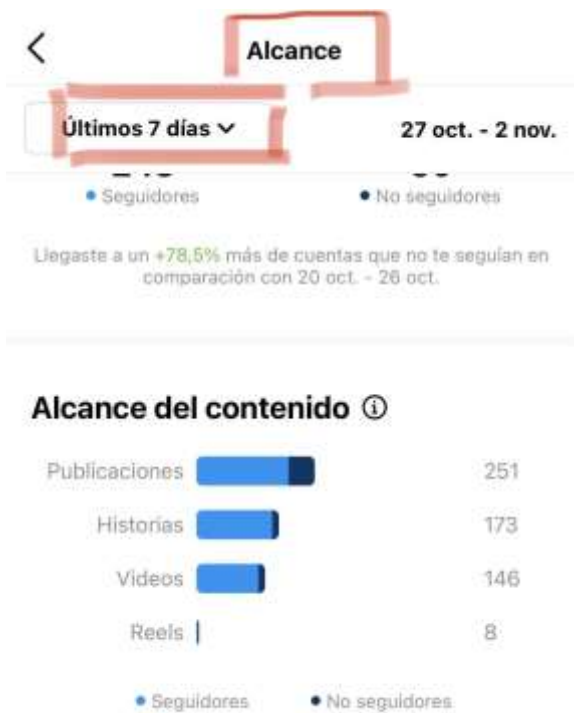 Alcance
Últimos 7 días
27 oct. - 2 nov.
Seguidores
No seguidores
Llegaste a un +78,5% más de cuentas que no te seguían en
comparación con 20 oct. - 26 oct.
Alcance del contenido
Publicaciones 251
Historias 173
Videos 146
Reels 8
Seguidores
No seguidores